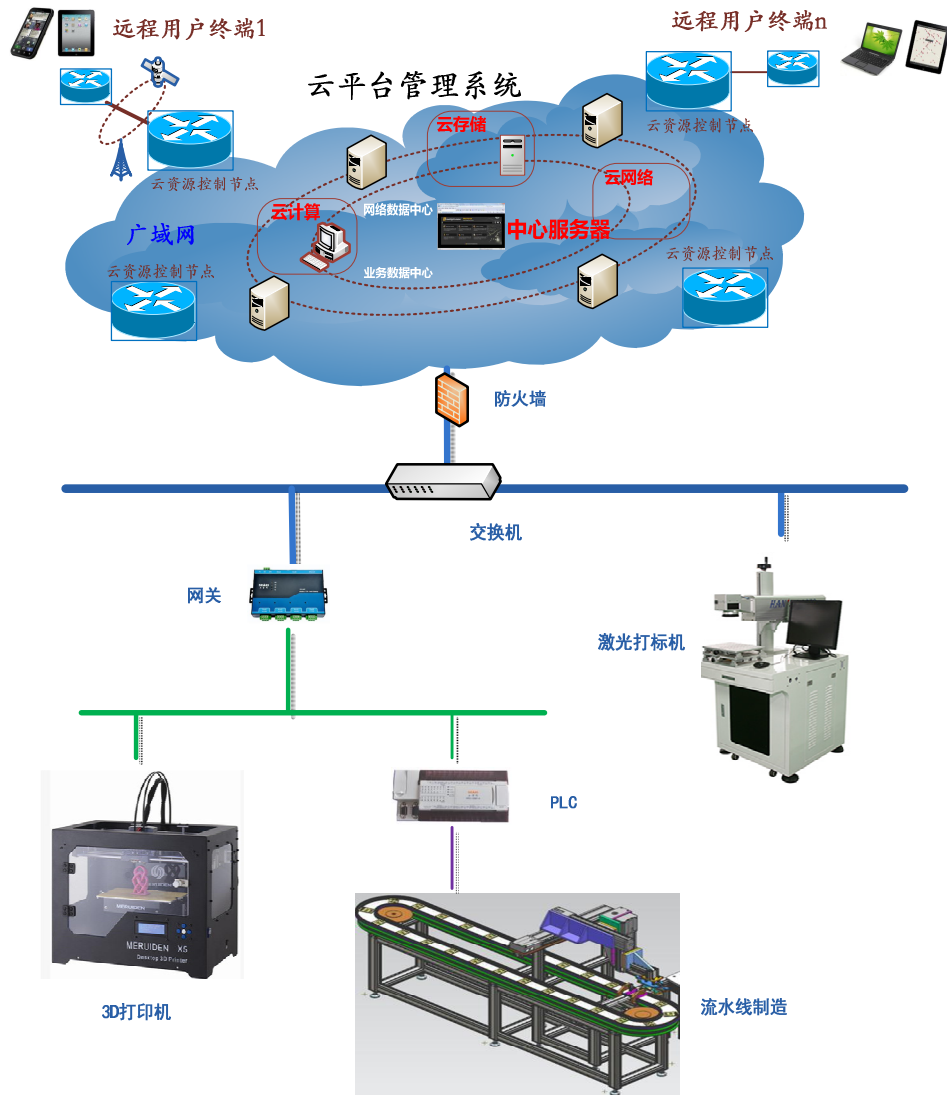 远程用户终端1
远程用户终端n
云平台管理系统
云存储
云资源控制节点
云网络
云资源控制节点
云计算
网络数据中心
中心服务器
广域网
云资源控制节点
业务数据中心
云资源控制节点
防火墙
交换机
网关
激光打标机
PLC
MERUIDEN
MERUIDEN X5
Desktop 3D Printer
3D打印机
流水线制造